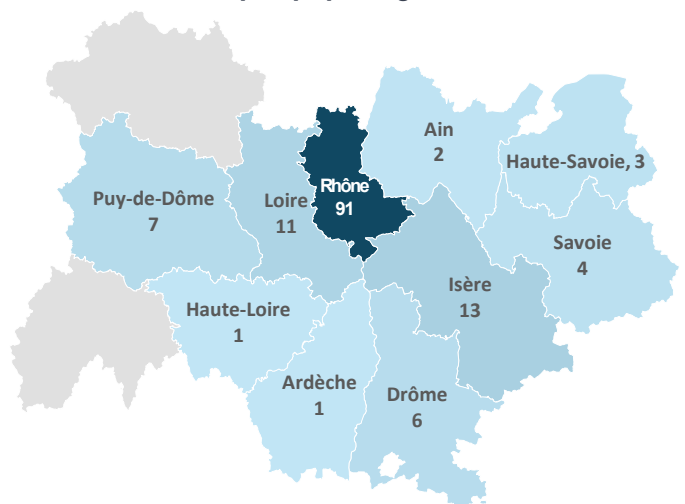 Ain
2
Haute-Savoie, 3
Rhône
91
Puy-de-Dôme
7
Loire
11
Savoie
4
Isère
13
Haute-Loire
1
Ardèche
1
Drôme
6